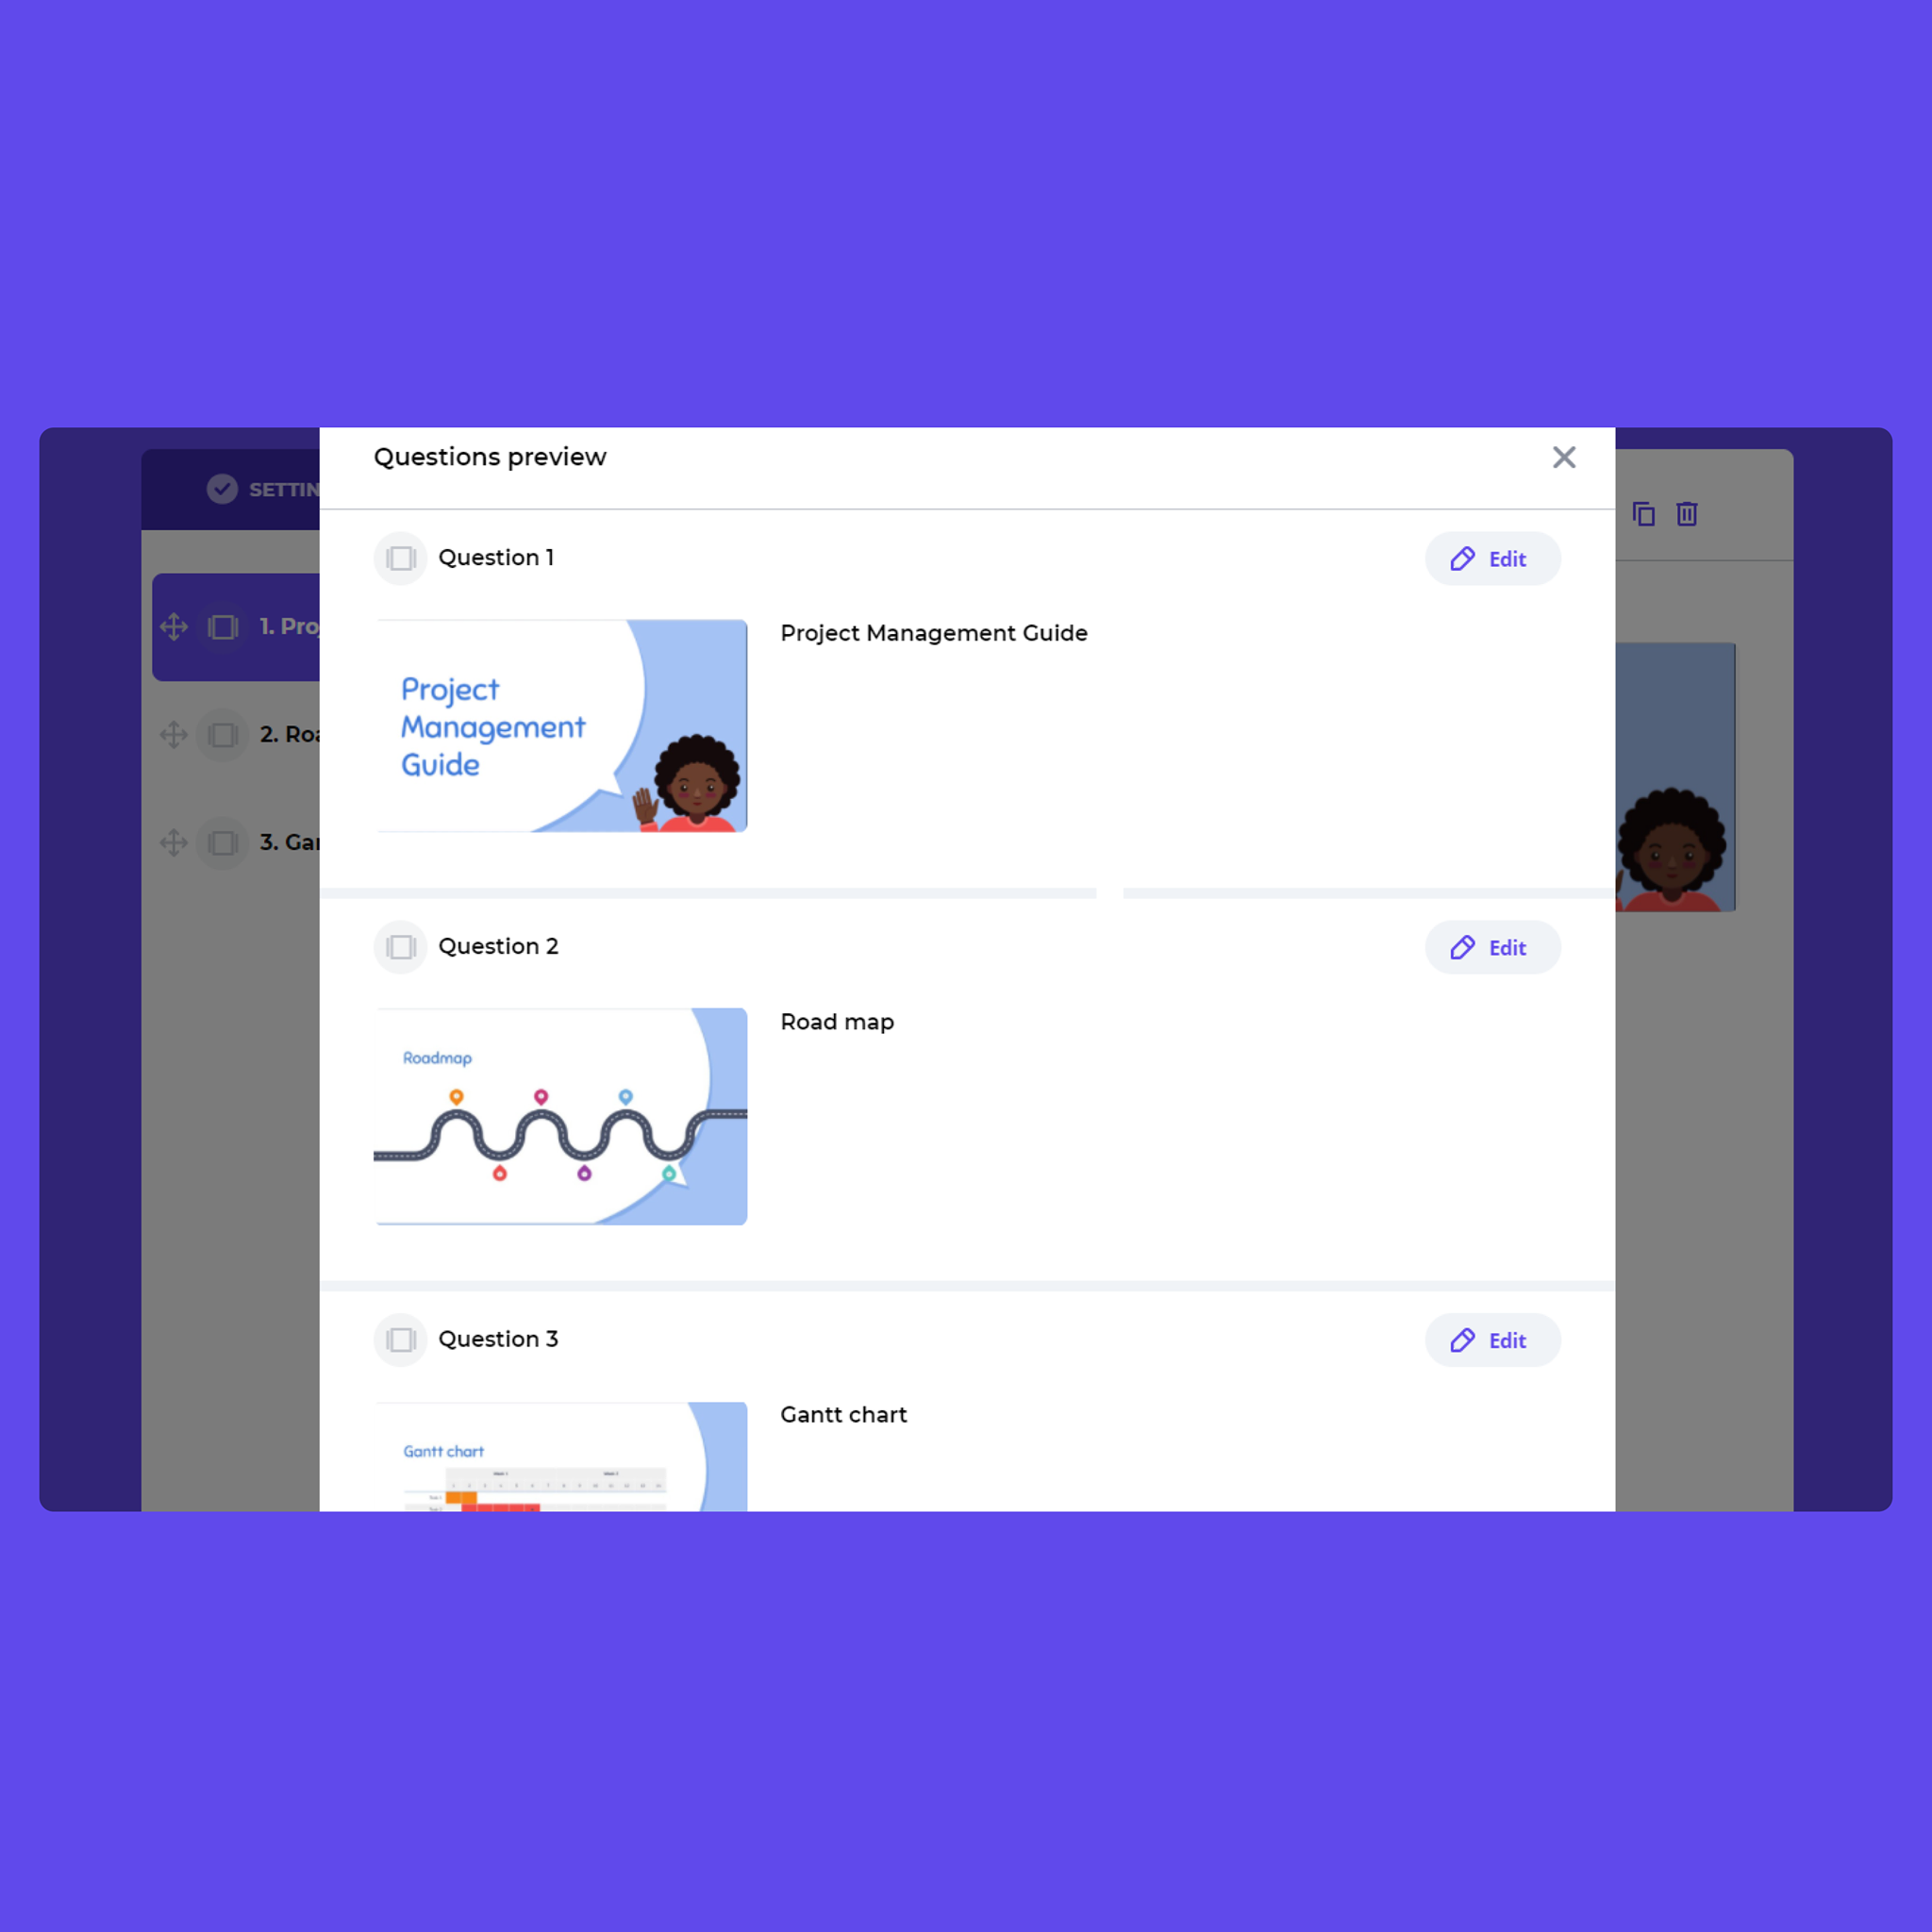 Questions preview
SETTIN
Question 1
Edit
1. Pro
Project Management Guide
Project
Management
Guide
2. Roa
3. Gar
Question 2
Edit
Road map
Roadmap
Question 3
Edit
Gantt chart
Gantt chart